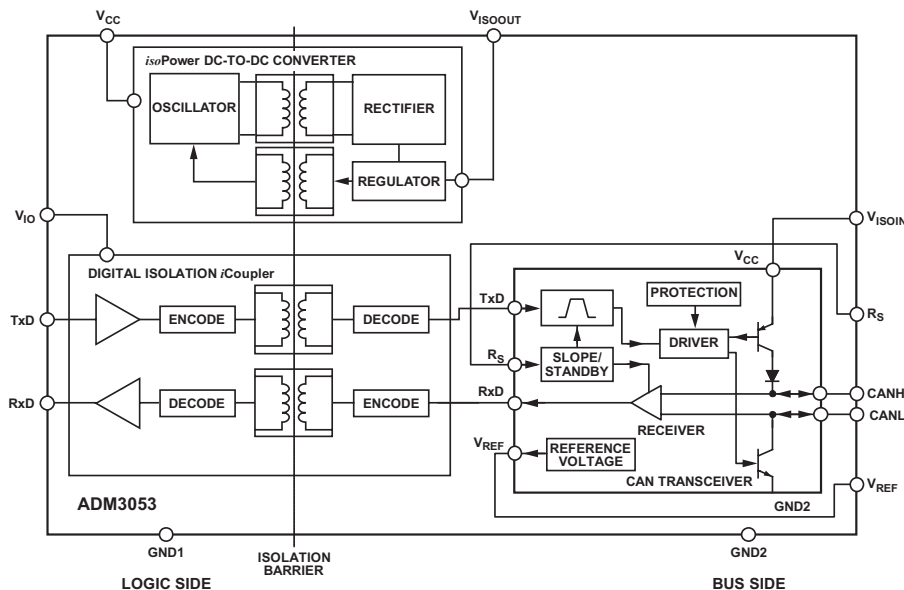 VCC
VISOOUT
isoPower DC-TO-DC CONVERTER
OSCILLATOR
RECTIFIER
REGULATOR
VIO
VISOIN
DIGITAL ISOLATION iCoupler
VCC
TxD
ENCODE
DECODE
TxD
PROTECTION
RS
DRIVER
RS
SLOPE/
STANDBY
RxD
DECODE
ENCODE
RxD
CANH
CANL
RECEIVER
VREF
REFERENCE
VOLTAGE
CAN TRANSCEIVER
VREF
ADM3053
GND2
GND1
ISOLATION
BARRIER
GND2
LOGIC SIDE
BUS SIDE